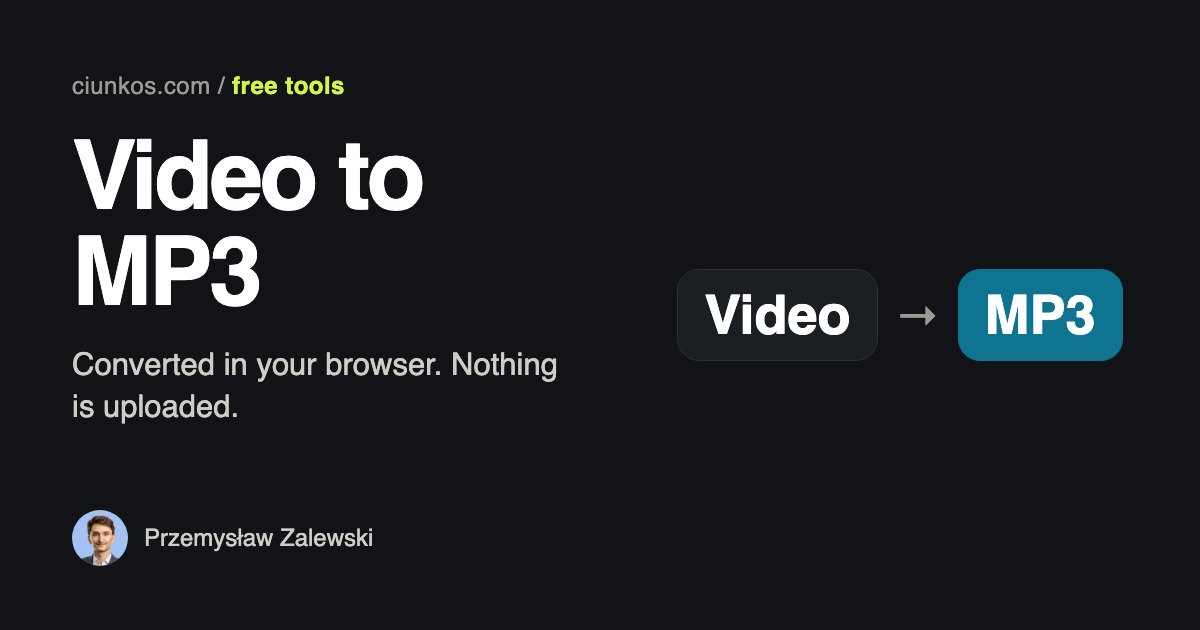 ciunkos.com / free tools
Video to
MP3
Converted in your browser. Nothing
is uploaded.
Video → MP3
Przemysław Zalewski